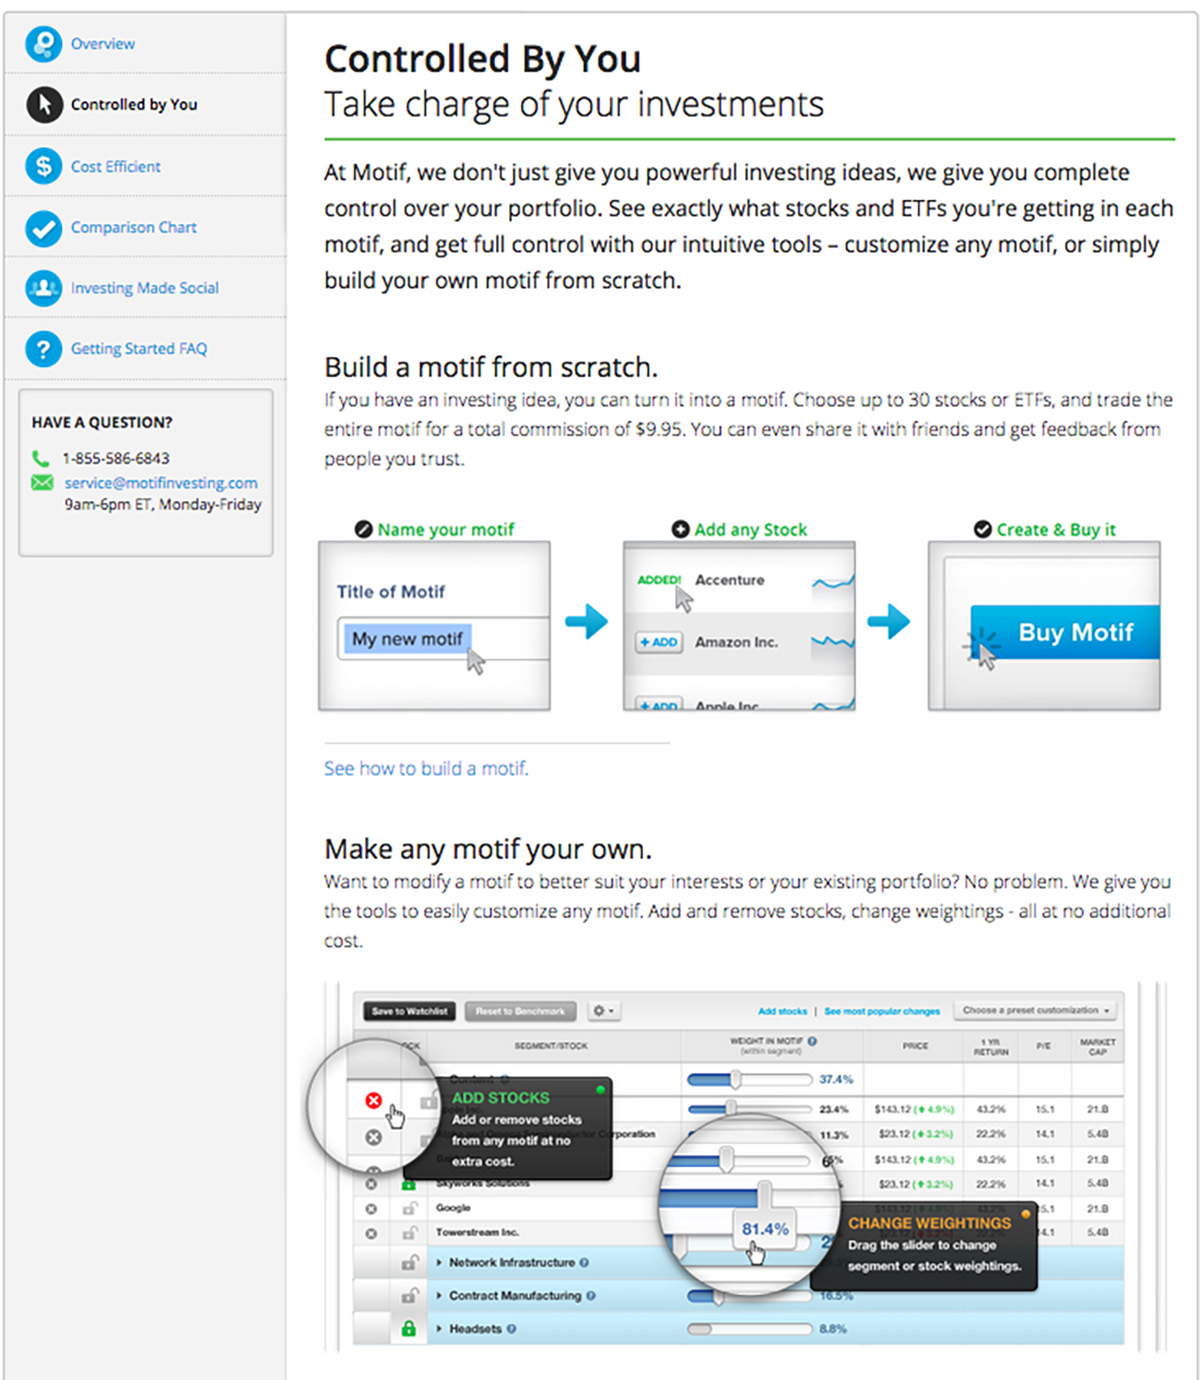 Overview
Controlled by You
Cost Efficient
Comparison Chart
Investing Made Social
Getting Started FAQ
HAVE A QUESTION?
1-855-586-6843
service@motifinvesting.com
9am-6pm ET, Monday-Friday
Controlled By You
Take charge of your investments
At Motif, we don't just give you powerful investing ideas, we give you complete
control over your portfolio. See exactly what stocks and ETFs you're getting in each
motif, and get full control with our intuitive tools – customize any motif, or simply
build your own motif from scratch.
Build a motif from scratch.
If you have an investing idea, you can turn it into a motif. Choose up to 30 stocks or ETFs, and trade the
entire motif for a total commission of $9.95. You can even share it with friends and get feedback from
people you trust.
Name your motif
Title of Motif
My new motif
Add any Stock
ADDED! Accenture
+ ADD Amazon Inc.
+ ADD Apple Inc
Create & Buy it
Buy Motif
See how to build a motif.
Make any motif your own.
Want to modify a motif to better suit your interests or your existing portfolio? No problem. We give you
the tools to easily customize any motif. Add and remove stocks, change weightings - all at no additional
cost.
Save to Watchlist Reset to Benchmark Add stocks | See most popular changes Choose a preset customization
SEGMENT/STOCK WEIGHT IN MOTIF (within segment) PRICE 1 YR RETURN P/E MARKET CAP
Content 37.4%
23.4% $143.12 (4.9%) 43.2% 15.1 21.B
Corporation 11.3% $23.12 (3.2%) 22.2% 14.1 5.4B
$143.12 (4.9%) 43.2% 15.1 21.B
Skyworks Solutions $23.12 (3.2%) 22.2% 14.1 5.4B
Google 21.B
Towerstream Inc. 5.4B
Network Infrastructure
Contract Manufacturing 16.5%
Headsets 8.8%
ADD STOCKS
Add or remove stocks
from any motif at no
extra cost.
81.4%
CHANGE WEIGHTINGS
Drag the slider to change
segment or stock weightings.